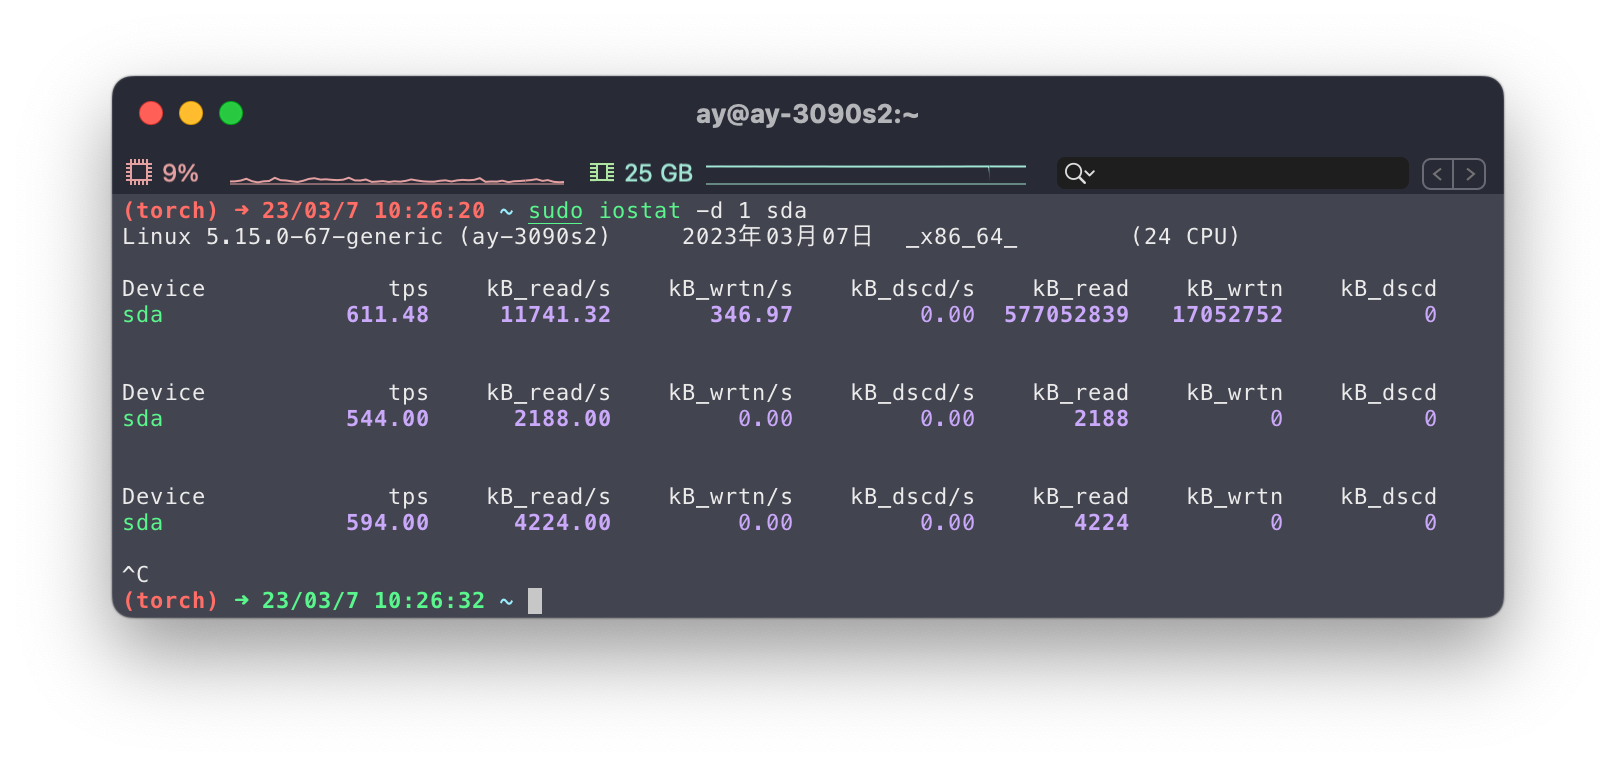 ay@ay-3090s2:~
9% 25 GB
(torch) ➜ 23/03/7 10:26:20 ~ sudo iostat -d 1 sda
Linux 5.15.0-67-generic (ay-3090s2) 2023年03月07日 _x86_64_ (24 CPU)
Device tps kB_read/s kB_wrtn/s kB_dscd/s kB_read kB_wrtn kB_dscd
sda 611.48 11741.32 346.97 0.00 577052839 17052752 0
Device tps kB_read/s kB_wrtn/s kB_dscd/s kB_read kB_wrtn kB_dscd
sda 544.00 2188.00 0.00 0.00 2188 0 0
Device tps kB_read/s kB_wrtn/s kB_dscd/s kB_read kB_wrtn kB_dscd
sda 594.00 4224.00 0.00 0.00 4224 0 0
^C
(torch) ➜ 23/03/7 10:26:32 ~